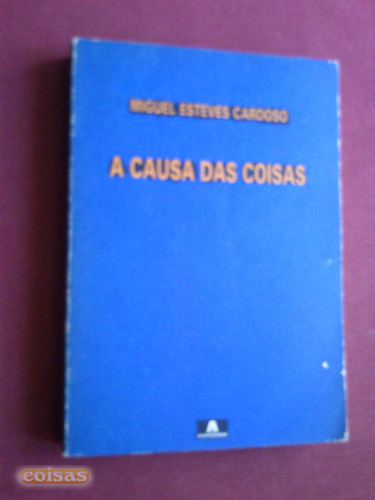 MIGUEL ESTEVES CARDOSO
A CAUSA DAS COISAS
A
coisas